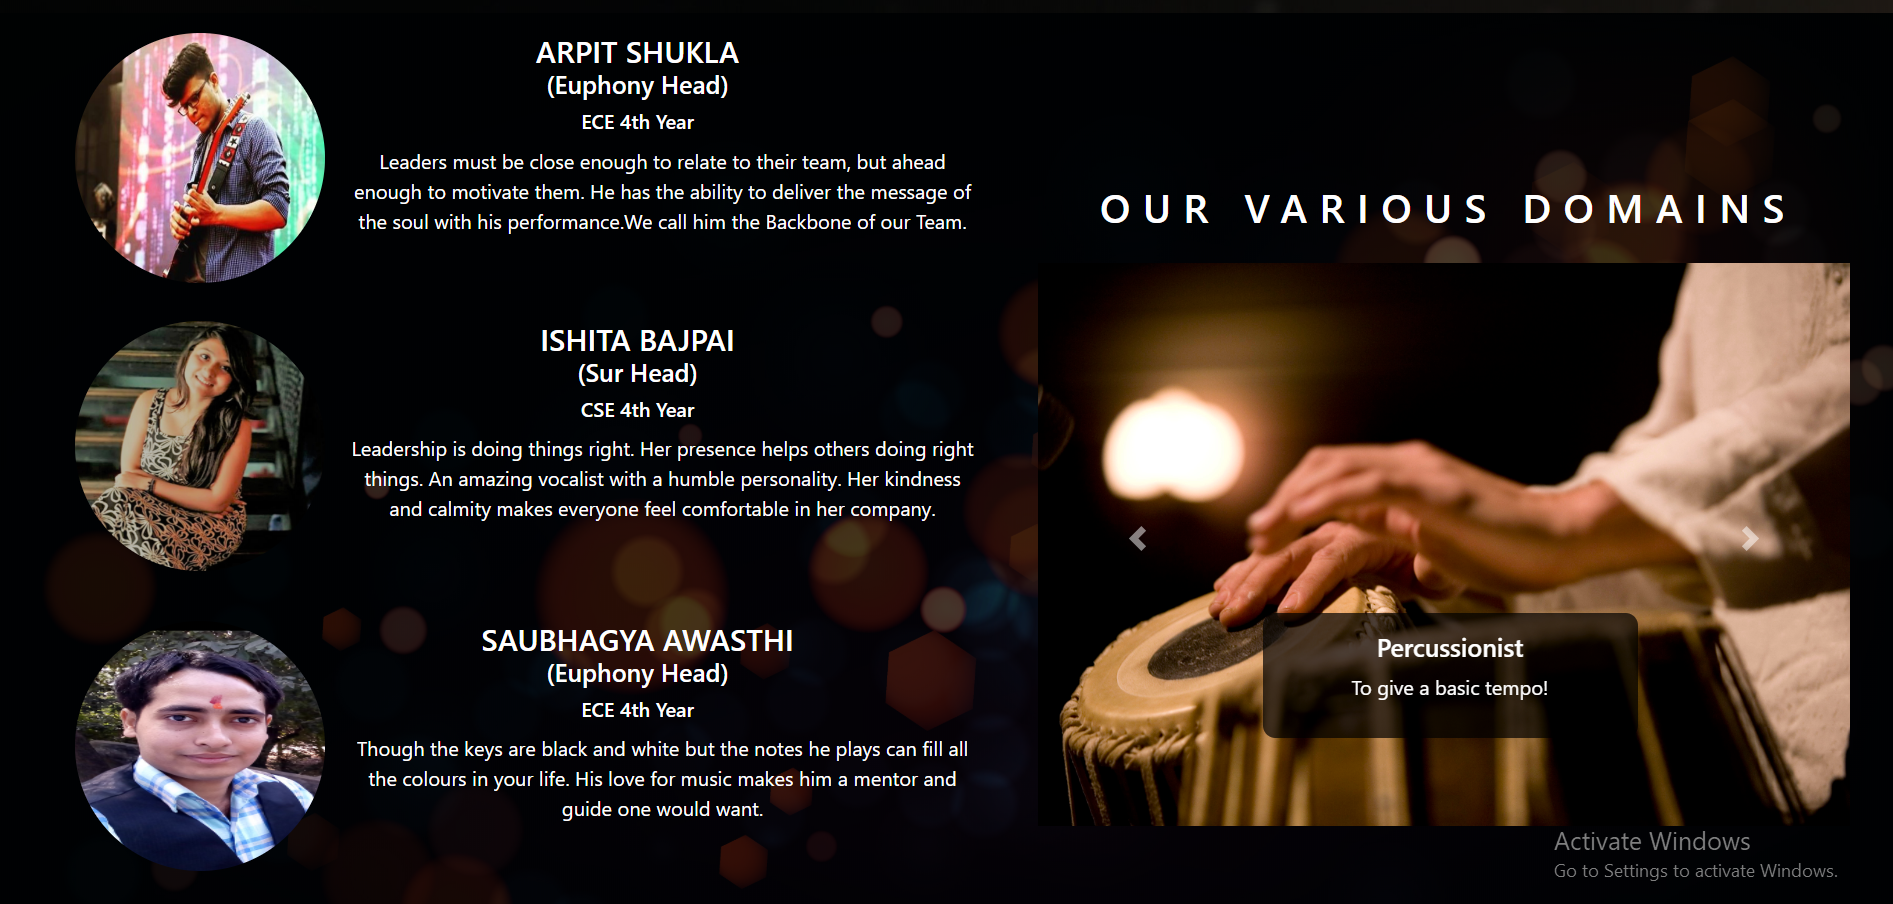 ARPIT SHUKLA
(Euphony Head)
ECE 4th Year
Leaders must be close enough to relate to their team, but ahead
enough to motivate them. He has the ability to deliver the message of
the soul with his performance.We call him the Backbone of our Team.
ISHITA BAJPAI
(Sur Head)
CSE 4th Year
Leadership is doing things right. Her presence helps others doing right
things. An amazing vocalist with a humble personality. Her kindness
and calmity makes everyone feel comfortable in her company.
SAUBHAGYA AWASTHI
(Euphony Head)
ECE 4th Year
Though the keys are black and white but the notes he plays can fill all
the colours in your life. His love for music makes him a mentor and
guide one would want.
OUR VARIOUS DOMAINS
Percussionist
To give a basic tempo!
Activate Windows
Go to Settings to activate Windows.